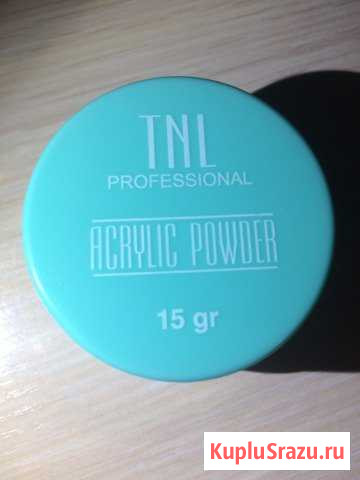 TNL
PROFESSIONAL
ACRYLIC POWDER
15 gr
KupluSrazu.ru